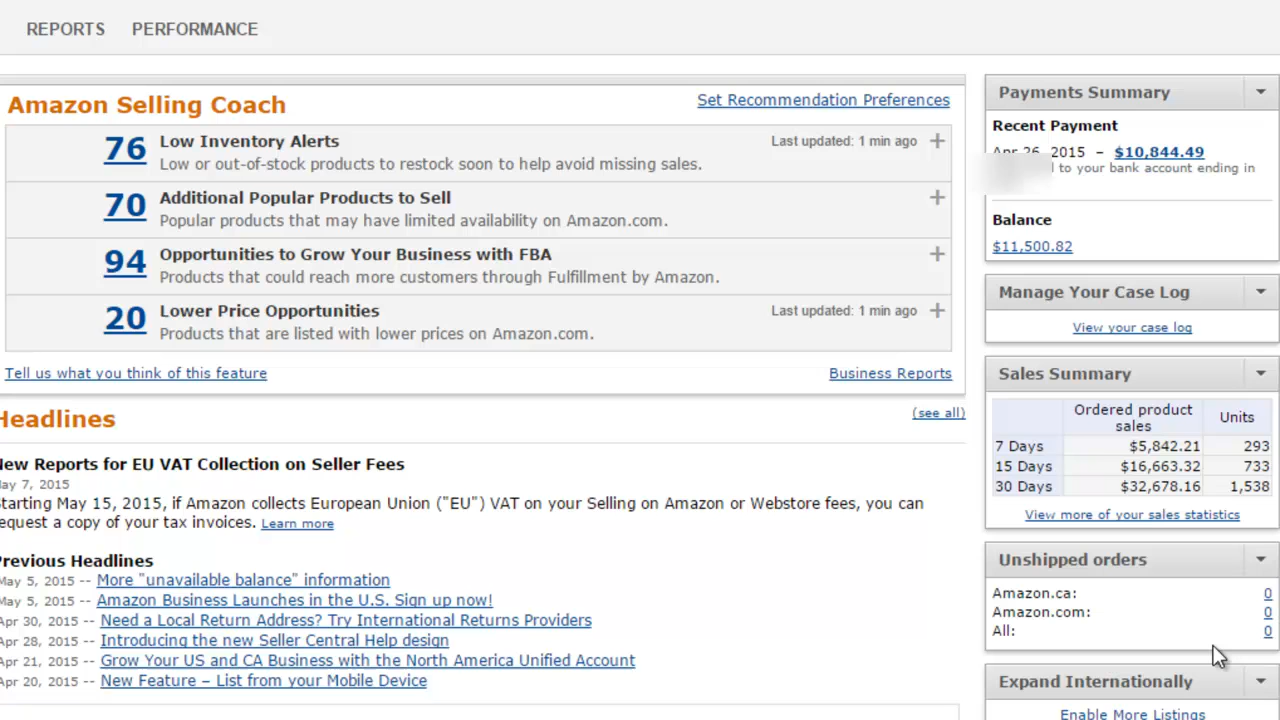 REPORTS PERFORMANCE
Amazon Selling Coach
Set Recommendation Preferences
76 Low Inventory Alerts Last updated: 1 min ago +
Low or out-of-stock products to restock soon to help avoid missing sales.
70 Additional Popular Products to Sell +
Popular products that may have limited availability on Amazon.com.
94 Opportunities to Grow Your Business with FBA +
Products that could reach more customers through Fulfillment by Amazon.
20 Lower Price Opportunities Last updated: 1 min ago +
Products that are listed with lower prices on Amazon.com.
Tell us what you think of this feature Business Reports
Headlines (see all)
New Reports for EU VAT Collection on Seller Fees
May 7, 2015
Starting May 15, 2015, if Amazon collects European Union ("EU") VAT on your Selling on Amazon or Webstore fees, you can
request a copy of your tax invoices. Learn more
Previous Headlines
May 5, 2015 -- More "unavailable balance" information
May 5, 2015 -- Amazon Business Launches in the U.S. Sign up now!
Apr 30, 2015 -- Need a Local Return Address? Try International Returns Providers
Apr 28, 2015 -- Introducing the new Seller Central Help design
Apr 21, 2015 -- Grow Your US and CA Business with the North America Unified Account
Apr 20, 2015 -- New Feature – List from your Mobile Device
Payments Summary
Recent Payment
Apr 26, 2015 – $10,844.49
to your bank account ending in
Balance
$11,500.82
Manage Your Case Log
View your case log
Sales Summary
Ordered product
sales Units
7 Days $5,842.21 293
15 Days $16,663.32 733
30 Days $32,678.16 1,538
View more of your sales statistics
Unshipped orders
Amazon.ca: 0
Amazon.com: 0
All: 0
Expand Internationally
Enable More Listings